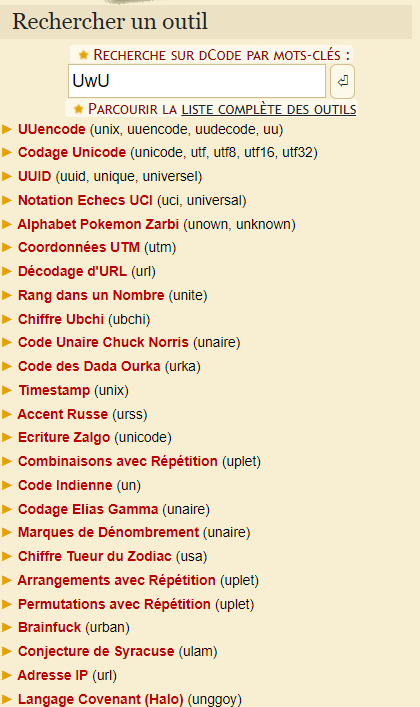 Rechercher un outil
Recherche sur dCode par mots-clés :
UwU
Parcourir la liste complète des outils
UUencode (unix, uuencode, uudecode, uu)
Codage Unicode (unicode, utf, utf8, utf16, utf32)
UUID (uuid, unique, universel)
Notation Echecs UCI (uci, universal)
Alphabet Pokemon Zarbi (unown, unknown)
Coordonnées UTM (utm)
Décodage d'URL (url)
Rang dans un Nombre (unite)
Chiffre Ubchi (ubchi)
Code Unaire Chuck Norris (unaire)
Code des Dada Ourka (urka)
Timestamp (unix)
Accent Russe (urss)
Ecriture Zalgo (unicode)
Combinaisons avec Répétition (uplet)
Code Indienne (un)
Codage Elias Gamma (unaire)
Marques de Dénombrement (unaire)
Chiffre Tueur du Zodiac (usa)
Arrangements avec Répétition (uplet)
Permutations avec Répétition (uplet)
Brainfuck (urban)
Conjecture de Syracuse (ulam)
Adresse IP (url)
Langage Covenant (Halo) (unggoy)